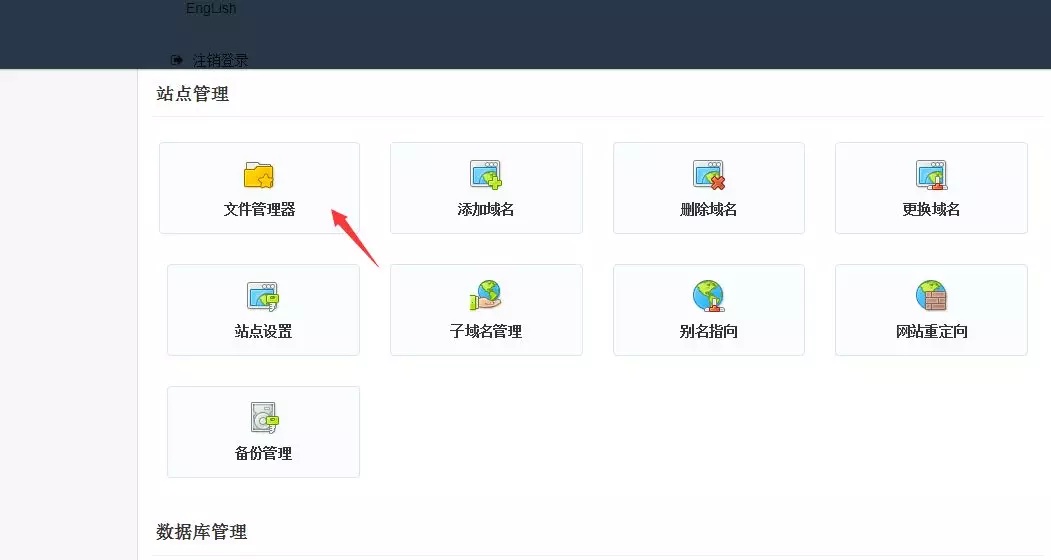 EngLish
注销登录
站点管理
文件管理器
添加域名
删除域名
更换域名
站点设置
子域名管理
别名指向
网站重定向
备份管理
数据库管理